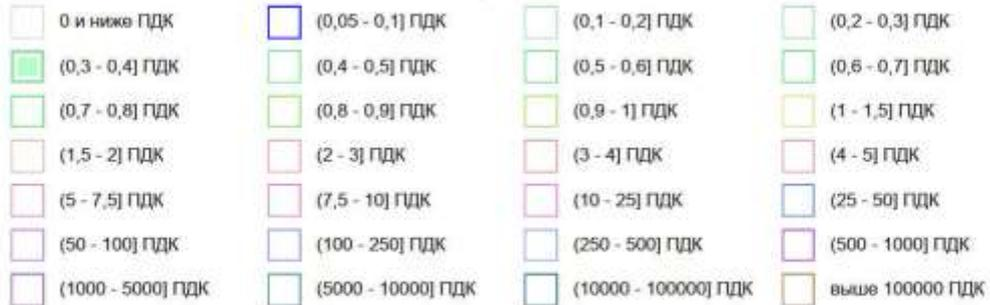 0 и ниже ПДК (0,05 - 0,1] ПДК (0,1 - 0,2] ПДК (0,2 - 0,3] ПДК
(0,3 - 0,4] ПДК (0,4 - 0,5] ПДК (0,5 - 0,6] ПДК (0,6 - 0,7] ПДК
(0,7 - 0,8] ПДК (0,8 - 0,9] ПДК (0,9 - 1] ПДК (1 - 1,5] ПДК
(1,5 - 2] ПДК (2 - 3] ПДК (3 - 4] ПДК (4 - 5] ПДК
(5 - 7,5] ПДК (7,5 - 10] ПДК (10 - 25] ПДК (25 - 50] ПДК
(50 - 100] ПДК (100 - 250] ПДК (250 - 500] ПДК (500 - 1000] ПДК
(1000 - 5000] ПДК (5000 - 10000] ПДК (10000 - 100000] ПДК выше 100000 ПДК